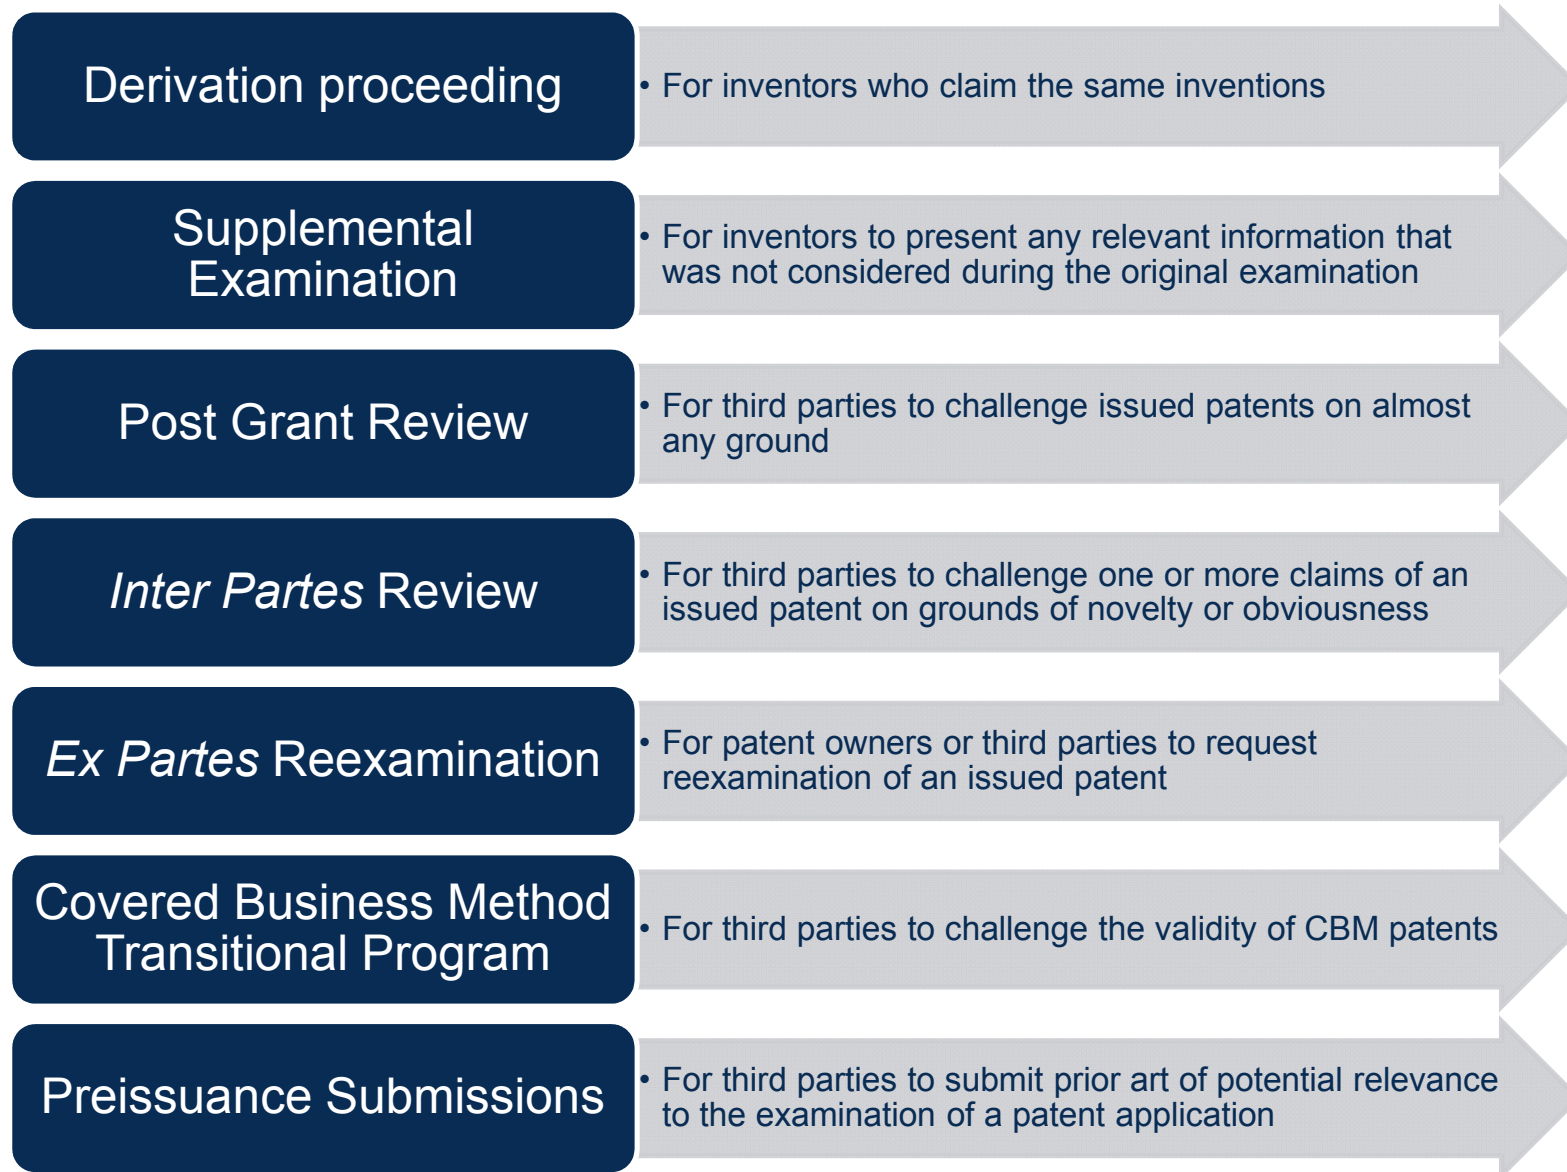 Derivation proceeding
• For inventors who claim the same inventions
Supplemental
Examination
• For inventors to present any relevant information that
was not considered during the original examination
Post Grant Review
• For third parties to challenge issued patents on almost
any ground
Inter Partes Review
• For third parties to challenge one or more claims of an
issued patent on grounds of novelty or obviousness
Ex Partes Reexamination
• For patent owners or third parties to request
reexamination of an issued patent
Covered Business Method
Transitional Program
• For third parties to challenge the validity of CBM patents
Preissuance Submissions
• For third parties to submit prior art of potential relevance
to the examination of a patent application